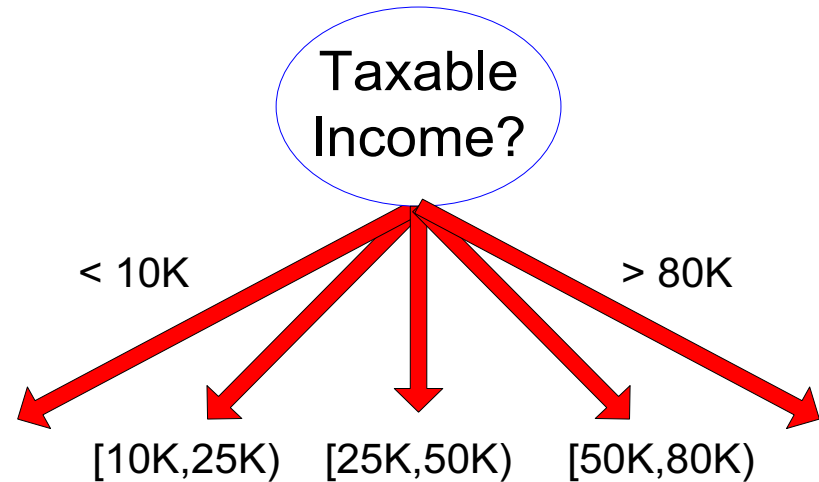 Taxable
Income?
< 10K
> 80K
[10K,25K)
[25K,50K)
[50K,80K)